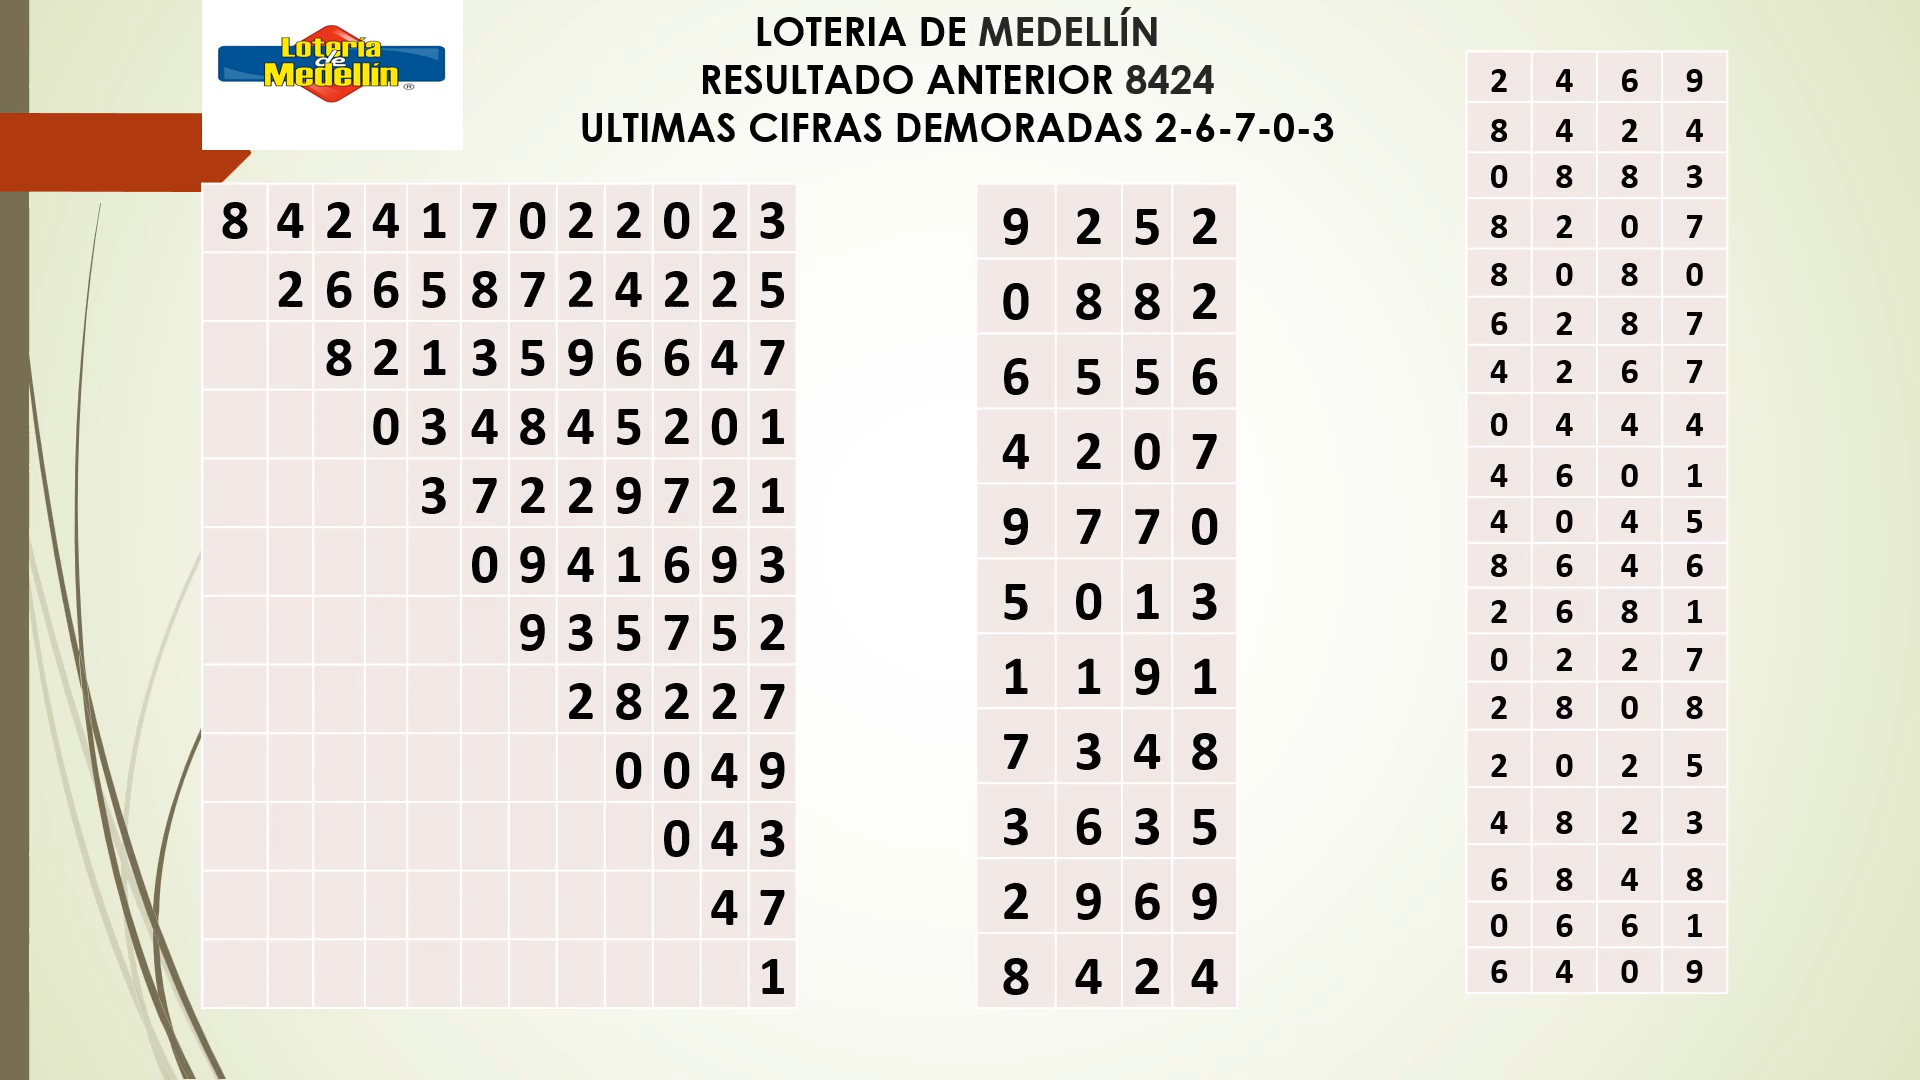 Lotería
de
Medellín®
LOTERIA DE MEDELLÍN
RESULTADO ANTERIOR 8424
ULTIMAS CIFRAS DEMORADAS 2-6-7-0-3
8 4 2 4 1 7 0 2 2 0 2 3
2 6 6 5 8 7 2 4 2 2 5
8 2 1 3 5 9 6 6 4 7
0 3 4 8 4 5 2 0 1
3 7 2 2 9 7 2 1
0 9 4 1 6 9 3
9 3 5 7 5 2
2 8 2 2 7
0 0 4 9
0 4 3
4 7
1
9 2 5 2
0 8 8 2
6 5 5 6
4 2 0 7
9 7 7 0
5 0 1 3
1 1 9 1
7 3 4 8
3 6 3 5
2 9 6 9
8 4 2 4
2 4 6 9
8 4 2 4
0 8 8 3
8 2 0 7
8 0 8 0
6 2 8 7
4 2 6 7
0 4 4 4
4 6 0 1
4 0 4 5
8 6 4 6
2 6 8 1
0 2 2 7
2 8 0 8
2 0 2 5
4 8 2 3
6 8 4 8
0 6 6 1
6 4 0 9